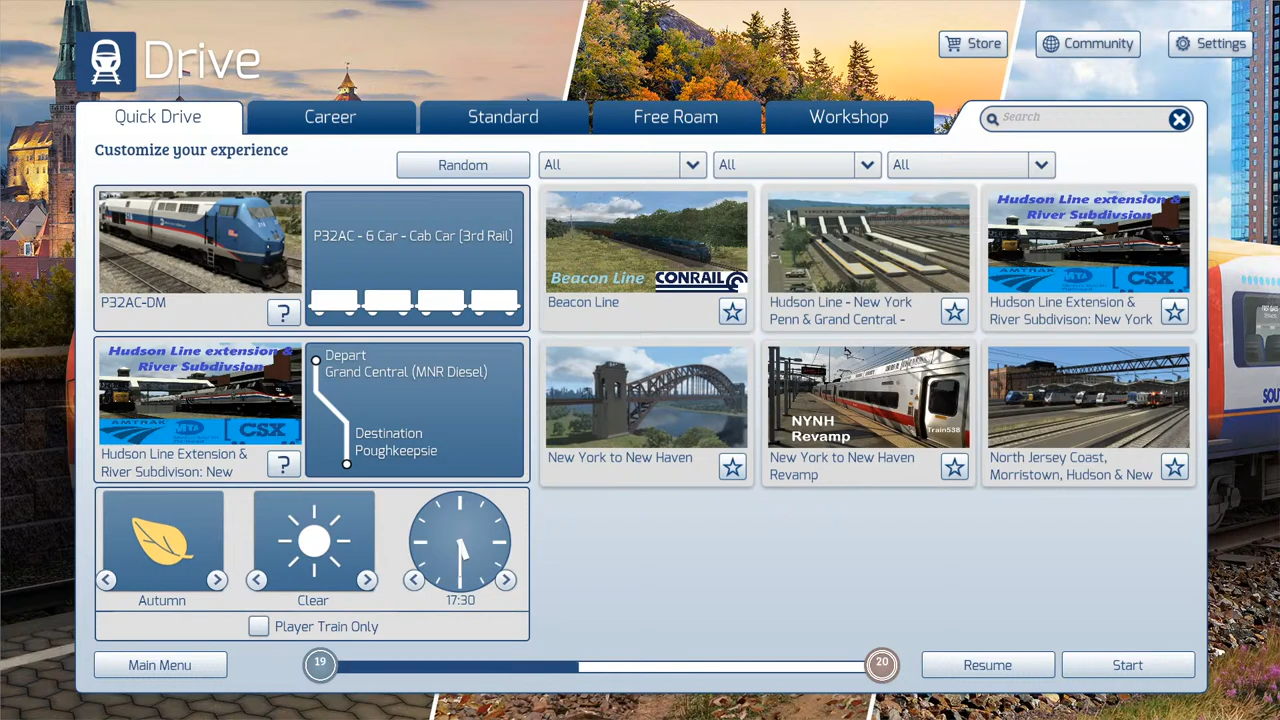 Drive
Store
Community
Settings
Quick Drive
Career
Standard
Free Roam
Workshop
Search
Customize your experience
Random
All
All
All
P32AC-DM
?
P32AC - 6 Car - Cab Car (3rd Rail)
Beacon Line
CONRAIL
Beacon Line
Hudson Line - New York
Penn & Grand Central -
Hudson Line extension &
River Subdivsion
AMTRAK
CSX
Hudson Line Extension &
River Subdivison: New York
Hudson Line extension &
River Subdivsion
AMTRAK
CSX
Hudson Line Extension &
River Subdivison: New
?
Depart
Grand Central (MNR Diesel)
Destination
Poughkeepsie
New York to New Haven
NYNH
Revamp
Train538
New York to New Haven
Revamp
North Jersey Coast,
Morristown, Hudson & New
Autumn
Clear
17:30
Player Train Only
Main Menu
19
20
Resume
Start